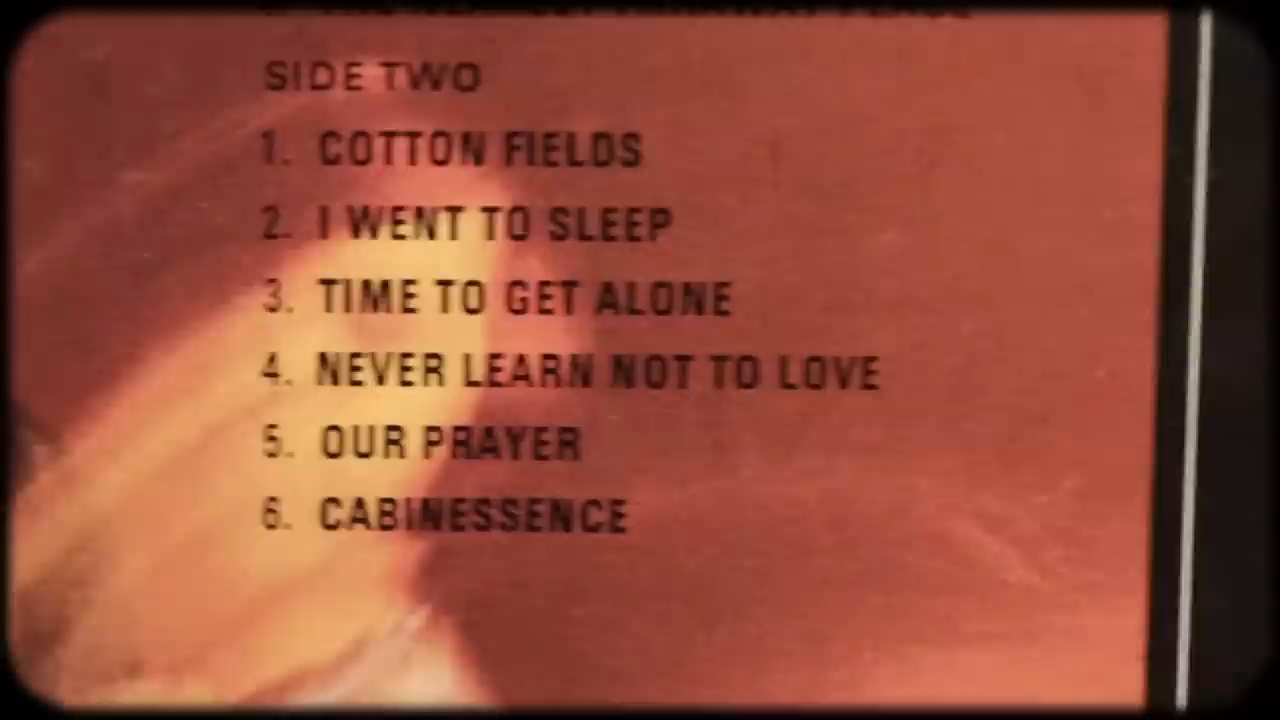 SIDE TWO
1. COTTON FIELDS
2. I WENT TO SLEEP
3. TIME TO GET ALONE
4. NEVER LEARN NOT TO LOVE
5. OUR PRAYER
6. CABINESSENCE